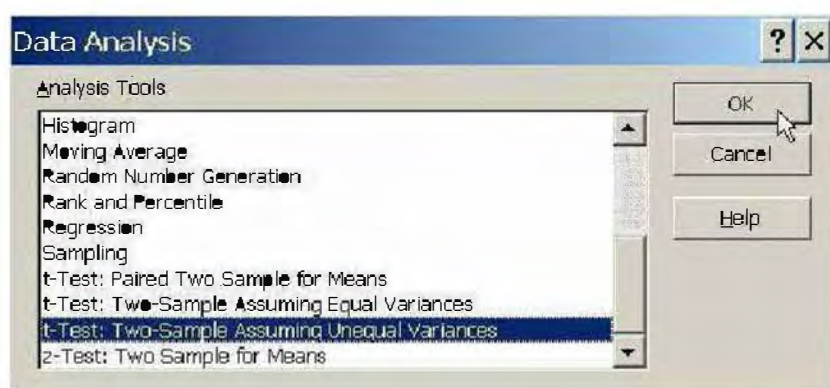 Data Analysis
? ×
Analysis Tools
Histogram
Moving Average
Random Number Generation
Rank and Percentile
Regression
Sampling
t-Test: Paired Two Sample for Means
t-Test: Two-Sample Assuming Equal Variances
t-Test: Two-Sample Assuming Unequal Variances
z-Test: Two Sample for Means
OK
Cancel
Help